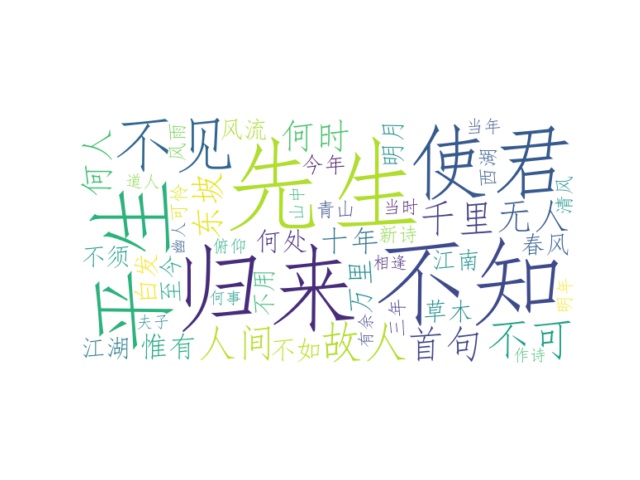 何人
不见
风雨
风流
何时
明月
当年
使君
西湖
清风
今年
先生
道人
平生
可怜
东坡
山中
青山
当时
千里
无人
幽人
俯仰
何处
十年
新诗
春风
不须
白发
至今
归来
不用
万里
相逢
江南
不知
何事
夫子
有余
三年
草木
明年
江湖
惟有
人间
不如
故人
首句
不可
作诗